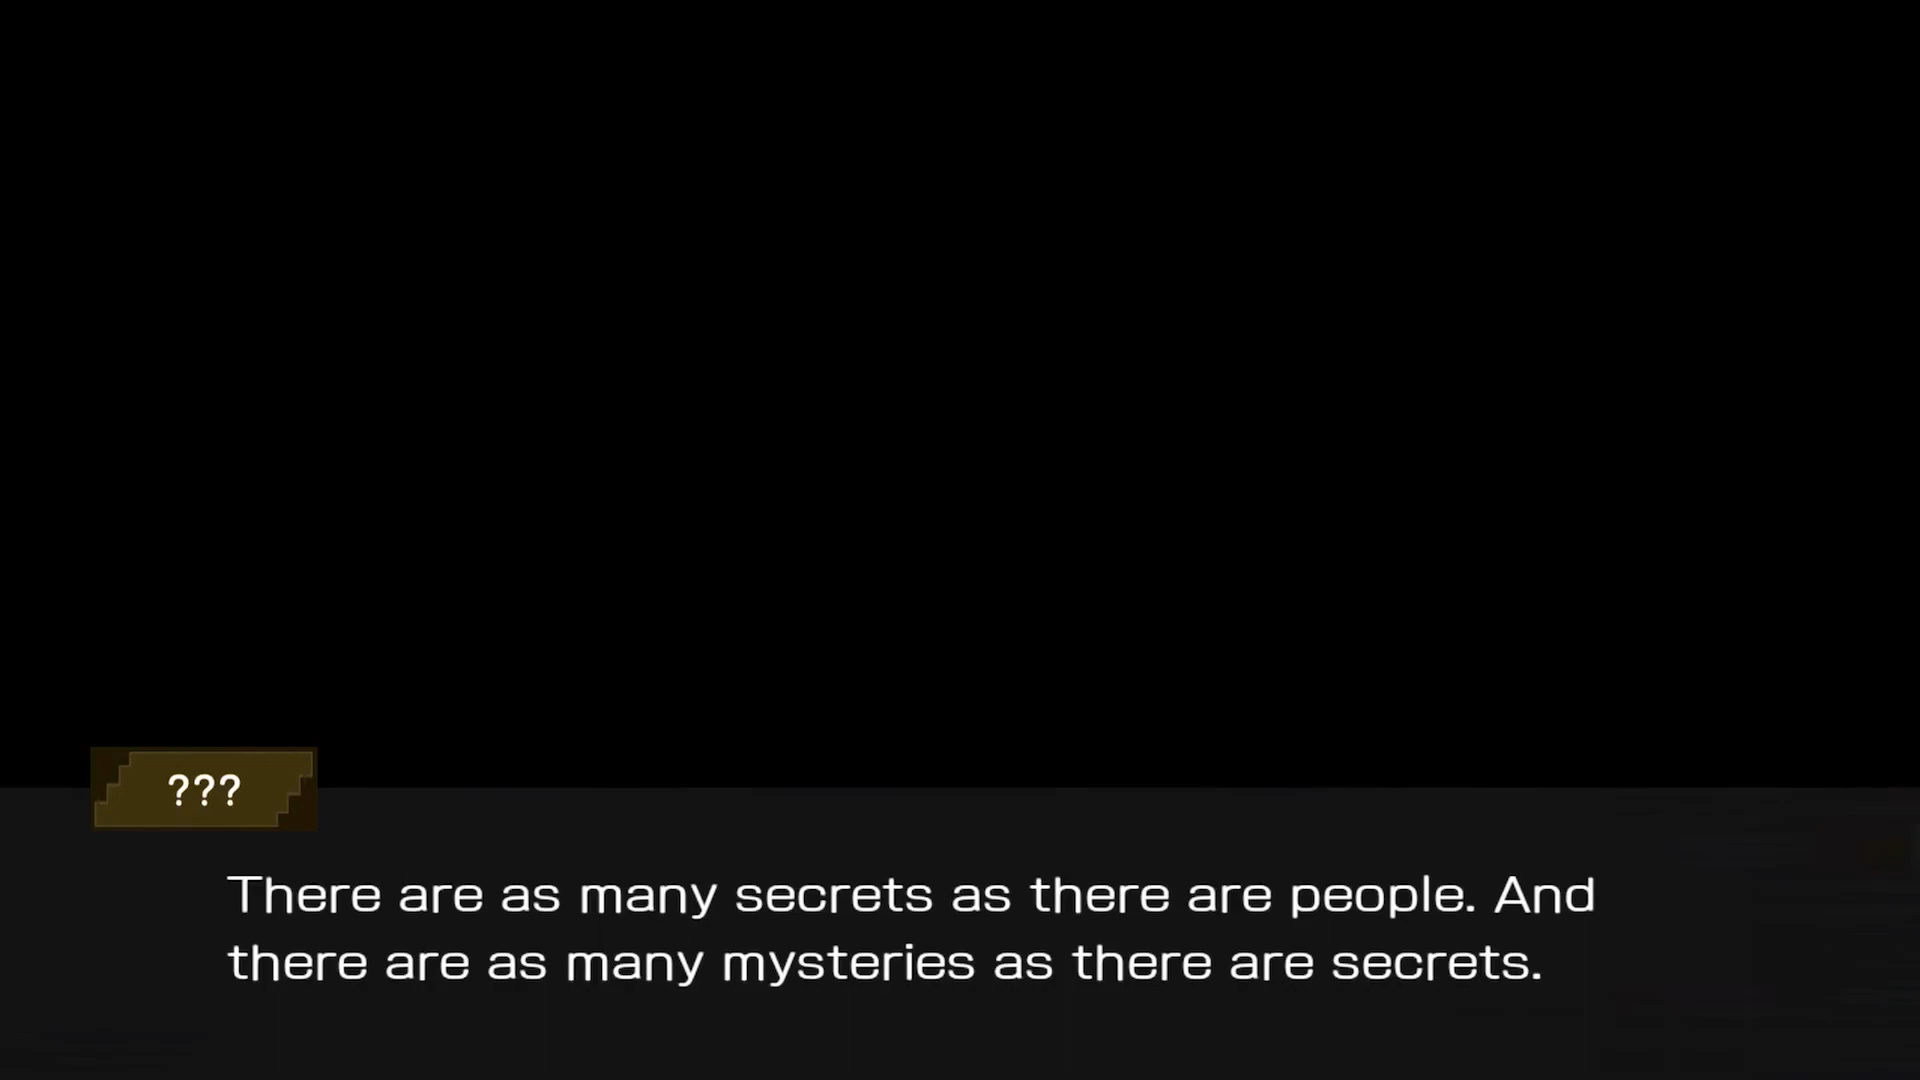 ???
There are as many secrets as there are people. And
there are as many mysteries as there are secrets.